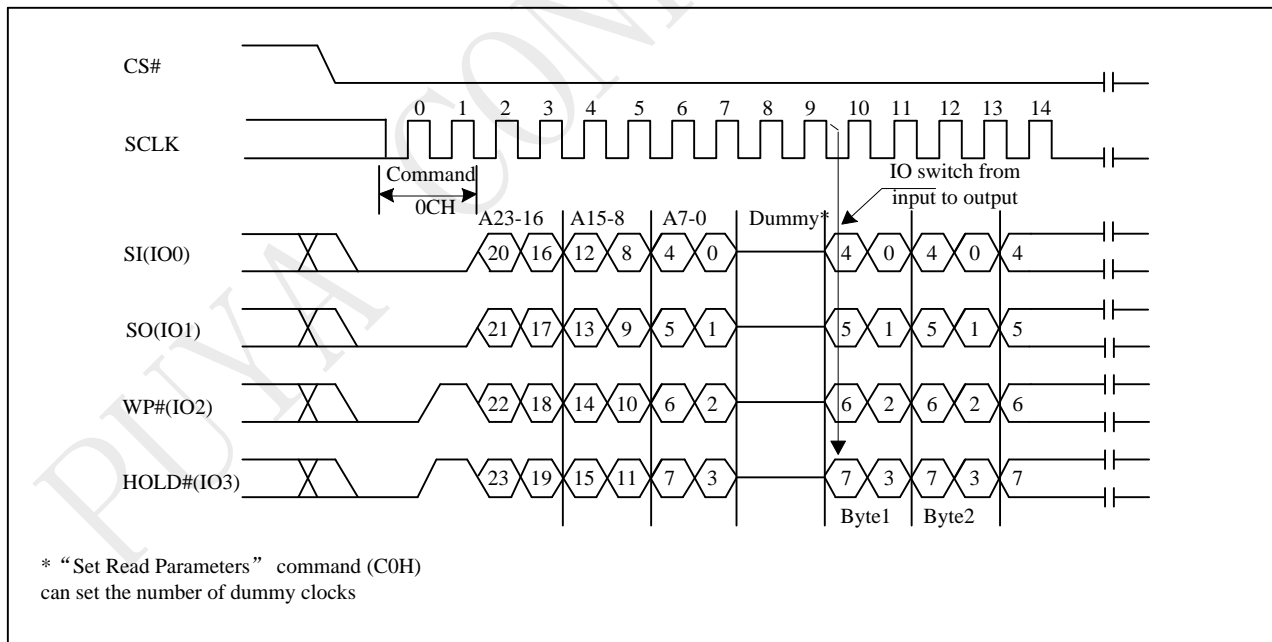 PUYA CON
CS#
0 1 2 3 4 5 6 7 8 9 10 11 12 13 14
SCLK
Command
0CH
IO switch from
input to output
A23-16 A15-8 A7-0 Dummy*
SI(IO0) 20 16 12 8 4 0 4 0 4 0 4
SO(IO1) 21 17 13 9 5 1 5 1 5 1 5
WP#(IO2) 22 18 14 10 6 2 6 2 6 2 6
HOLD#(IO3) 23 19 15 11 7 3 7 3 7 3 7
Byte1 Byte2
* “Set Read Parameters” command (C0H)
can set the number of dummy clocks